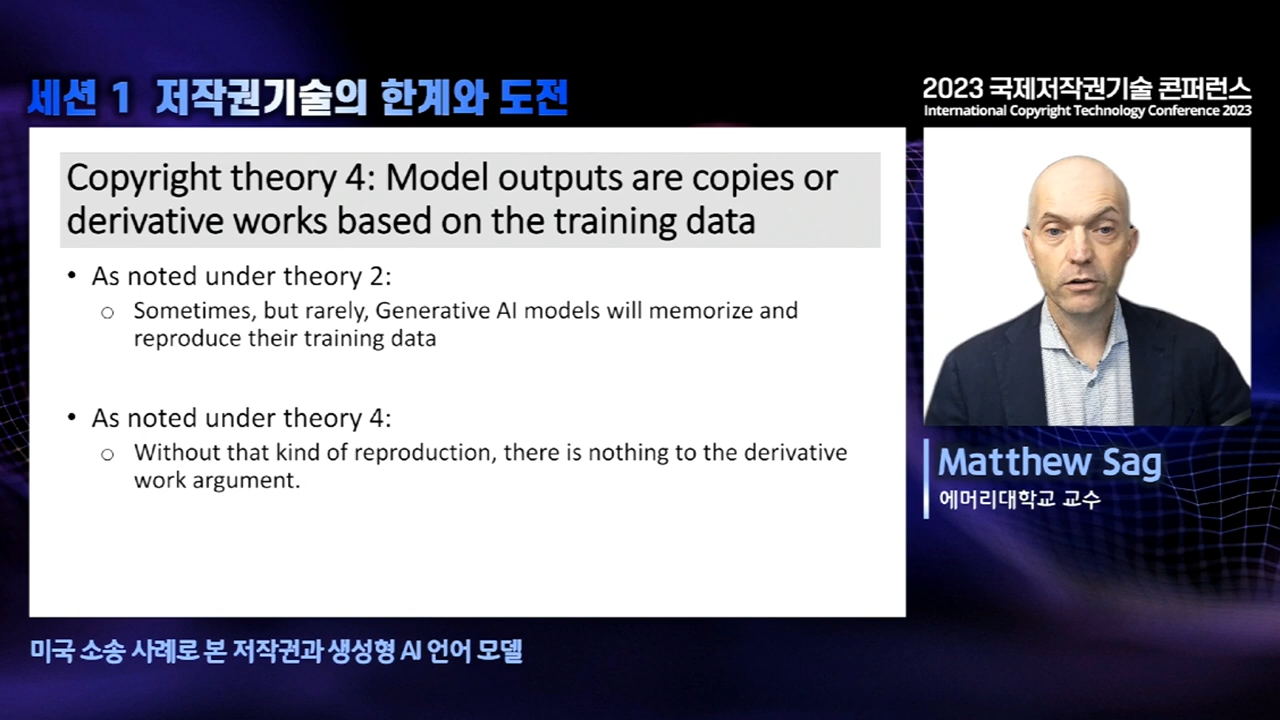 세션 1 저작권기술의 한계와 도전
2023 국제저작권기술 콘퍼런스
International Copyright Technology Conference 2023
Copyright theory 4: Model outputs are copies or
derivative works based on the training data
• As noted under theory 2:
○ Sometimes, but rarely, Generative AI models will memorize and
reproduce their training data
• As noted under theory 4:
○ Without that kind of reproduction, there is nothing to the derivative
work argument.
Matthew Sag
에머리대학교 교수
미국 소송 사례로 본 저작권과 생성형 AI 언어 모델